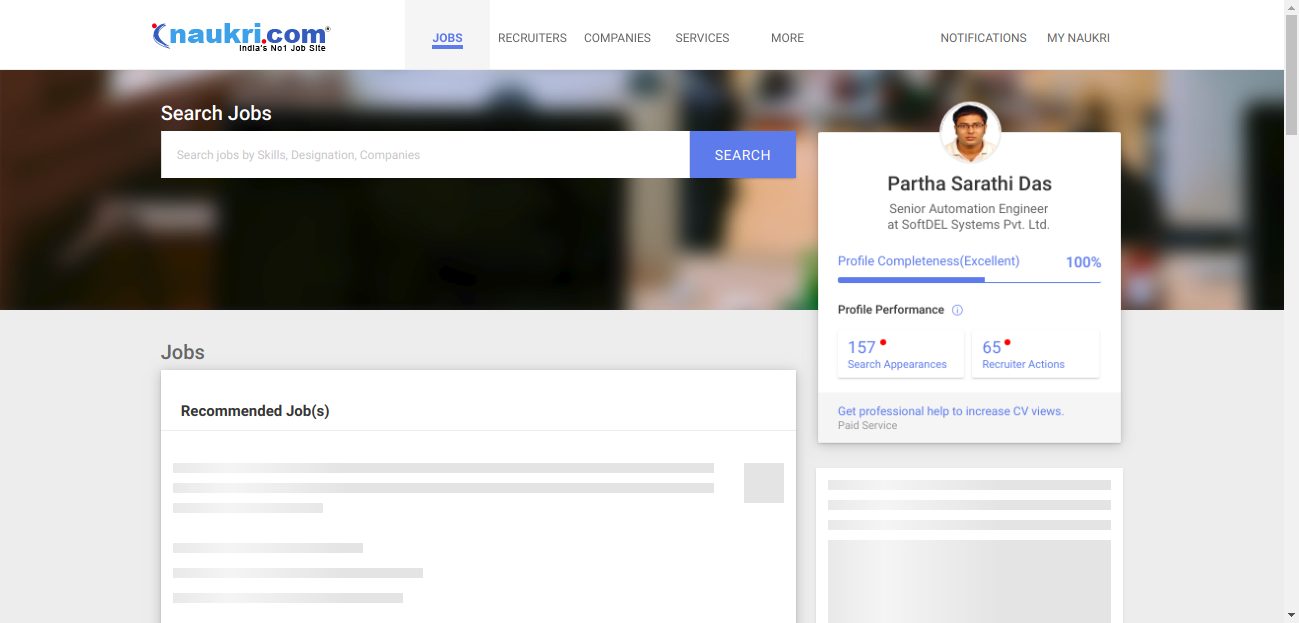 naukri.com
India's No1 Job Site
JOBS
RECRUITERS
COMPANIES
SERVICES
MORE
NOTIFICATIONS
MY NAUKRI
Search Jobs
Search jobs by Skills, Designation, Companies
SEARCH
Partha Sarathi Das
Senior Automation Engineer
at SoftDEL Systems Pvt. Ltd.
Profile Completeness(Excellent) 100%
Profile Performance
157
Search Appearances
65
Recruiter Actions
Get professional help to increase CV views.
Paid Service
Jobs
Recommended Job(s)